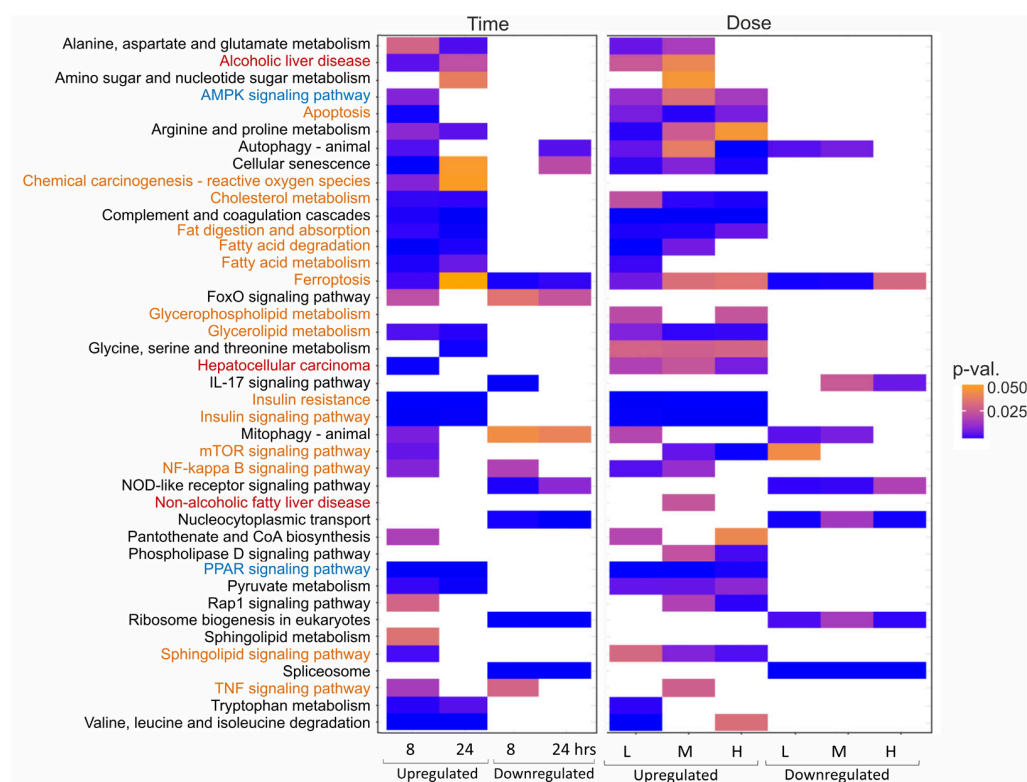 Time Dose
Alanine, aspartate and glutamate metabolism
Alcoholic liver disease
Amino sugar and nucleotide sugar metabolism
AMPK signaling pathway
Apoptosis
Arginine and proline metabolism
Autophagy - animal
Cellular senescence
Chemical carcinogenesis - reactive oxygen species
Cholesterol metabolism
Complement and coagulation cascades
Fat digestion and absorption
Fatty acid degradation
Fatty acid metabolism
Ferroptosis
FoxO signaling pathway
Glycerophospholipid metabolism
Glycerolipid metabolism
Glycine, serine and threonine metabolism
Hepatocellular carcinoma
IL-17 signaling pathway
Insulin resistance
Insulin signaling pathway
Mitophagy - animal
mTOR signaling pathway
NF-kappa B signaling pathway
NOD-like receptor signaling pathway
Non-alcoholic fatty liver disease
Nucleocytoplasmic transport
Pantothenate and CoA biosynthesis
Phospholipase D signaling pathway
PPAR signaling pathway
Pyruvate metabolism
Rap1 signaling pathway
Ribosome biogenesis in eukaryotes
Sphingolipid metabolism
Sphingolipid signaling pathway
Spliceosome
TNF signaling pathway
Tryptophan metabolism
Valine, leucine and isoleucine degradation
8 24 8 24 hrs L M H L M H
Upregulated Downregulated Upregulated Downregulated
p-val.
0.050
0.025